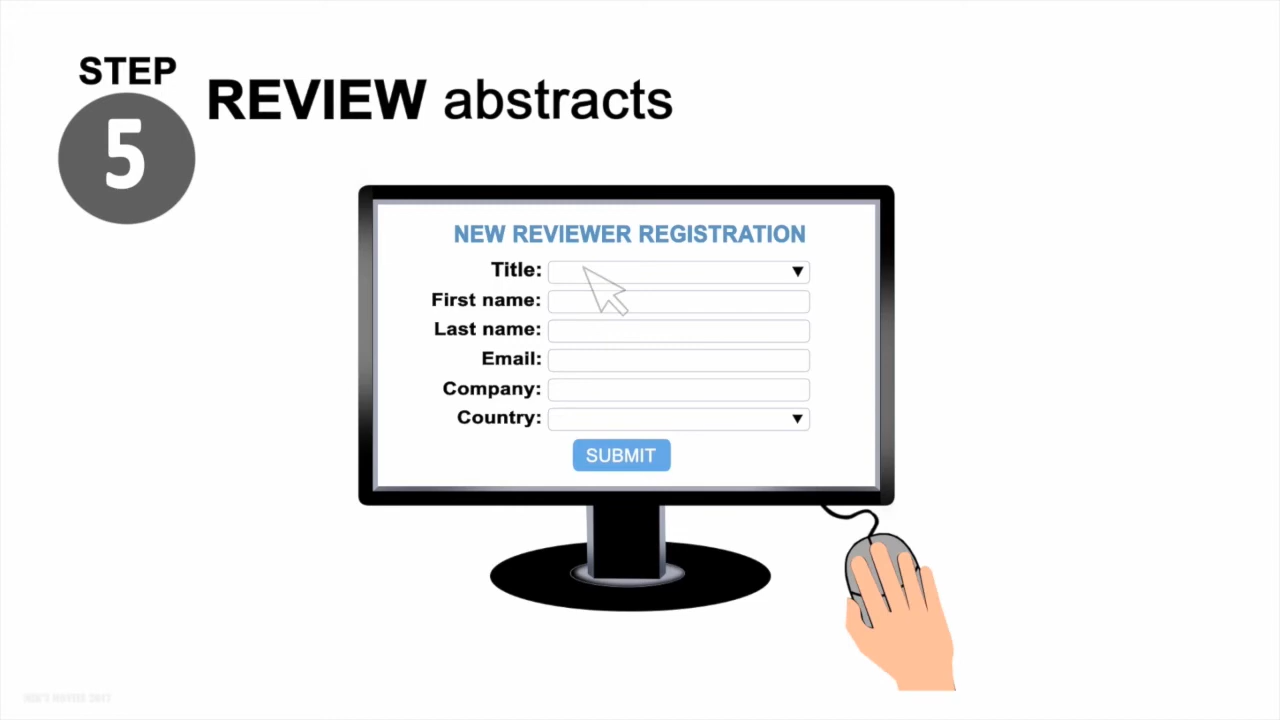 STEP
5
REVIEW abstracts
NEW REVIEWER REGISTRATION
Title:
First name:
Last name:
Email:
Company:
Country:
SUBMIT